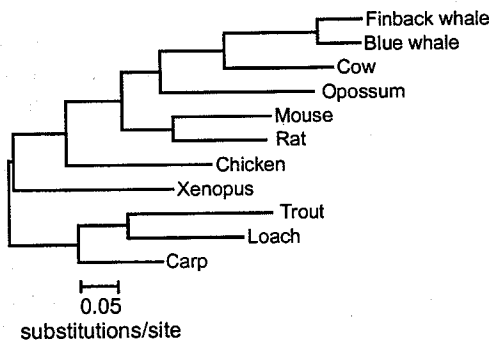 Finback whale
Blue whale
Cow
Opossum
Mouse
Rat
Chicken
Xenopus
Trout
Loach
Carp
0.05
substitutions/site